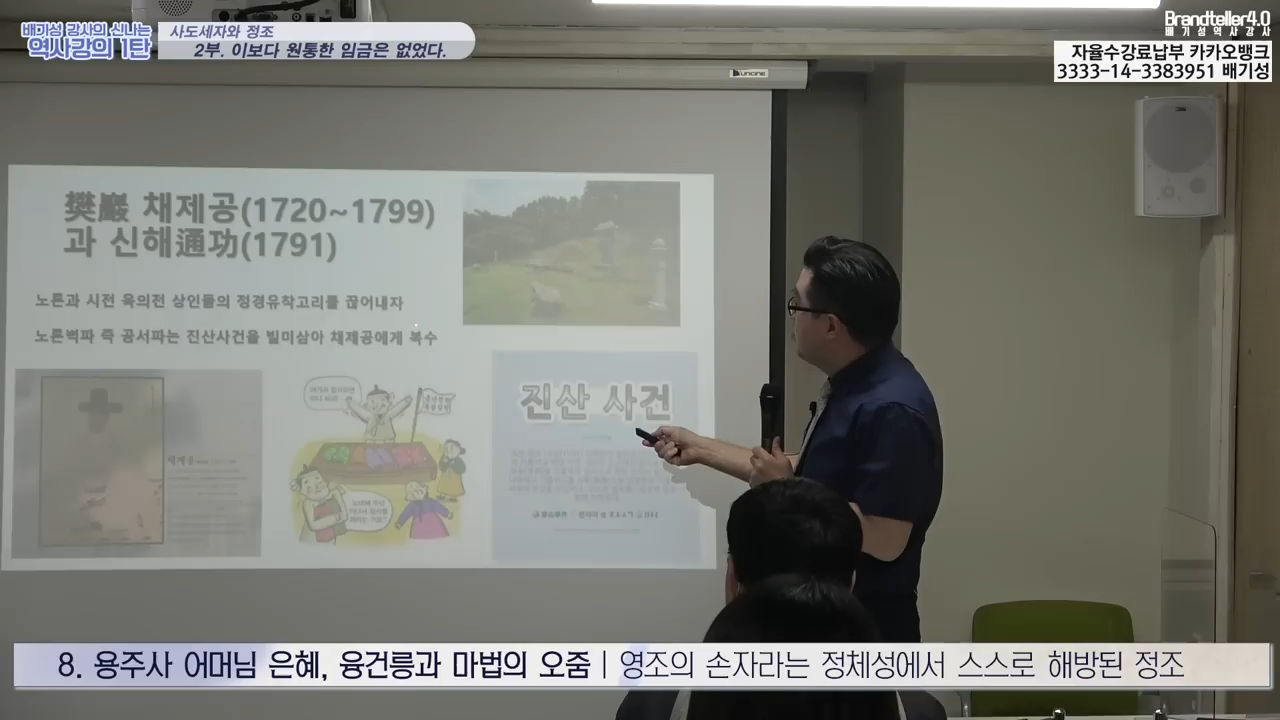 배기성 강사의 신나는
역사강의 1탄
사도세자와 정조
2부. 이보다 원통한 임금은 없었다.
Brandteller4.0
배기성역사강사
자율수강료납부 카카오뱅크
3333-14-3383951 배기성
樊巖 채제공(1720~1799)
과 신해通功(1791)
노론과 시전 육의전 상인들의 정경유착고리를 끊어내자
노론벽파 즉 공서파는 진산사건을 빌미삼아 채제공에게 복수
진산 사건
8. 용주사 어머님 은혜, 융건릉과 마법의 오줌 | 영조의 손자라는 정체성에서 스스로 해방된 정조